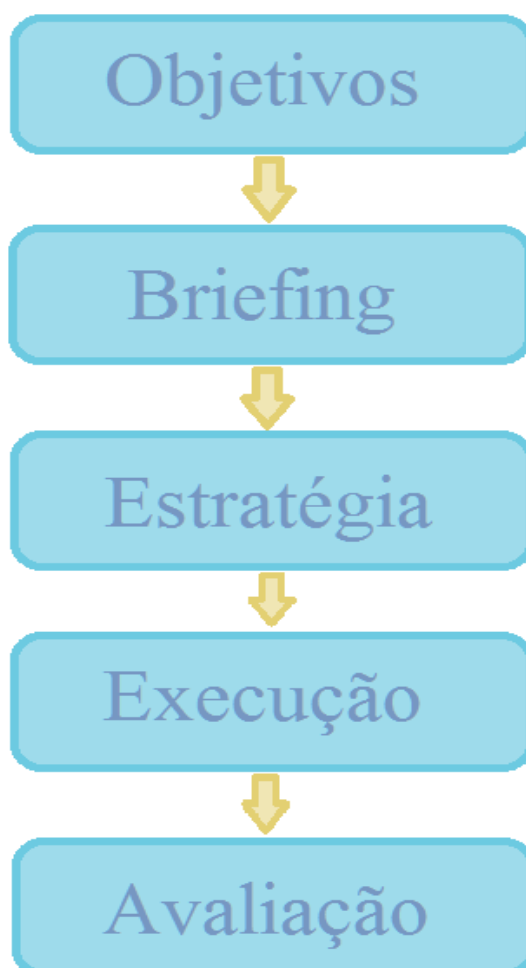 Objetivos
Briefing
Estratégia
Execução
Avaliação